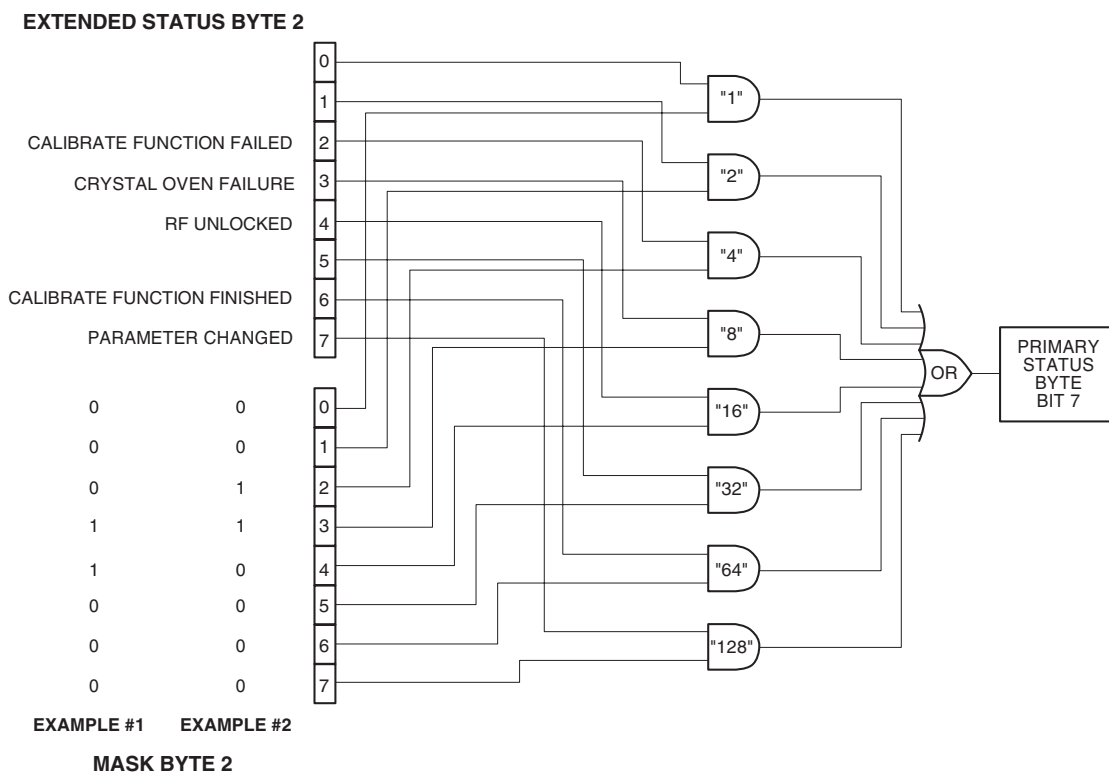 EXTENDED STATUS BYTE 2
0
1
CALIBRATE FUNCTION FAILED 2
CRYSTAL OVEN FAILURE 3
RF UNLOCKED 4
5
CALIBRATE FUNCTION FINISHED 6
PARAMETER CHANGED 7
0 0 0
0 0 1
0 1 2
1 1 3
1 0 4
0 0 5
0 0 6
0 0 7
EXAMPLE #1 EXAMPLE #2
MASK BYTE 2
"1"
"2"
"4"
"8"
"16"
"32"
"64"
"128"
OR
PRIMARY
STATUS
BYTE
BIT 7